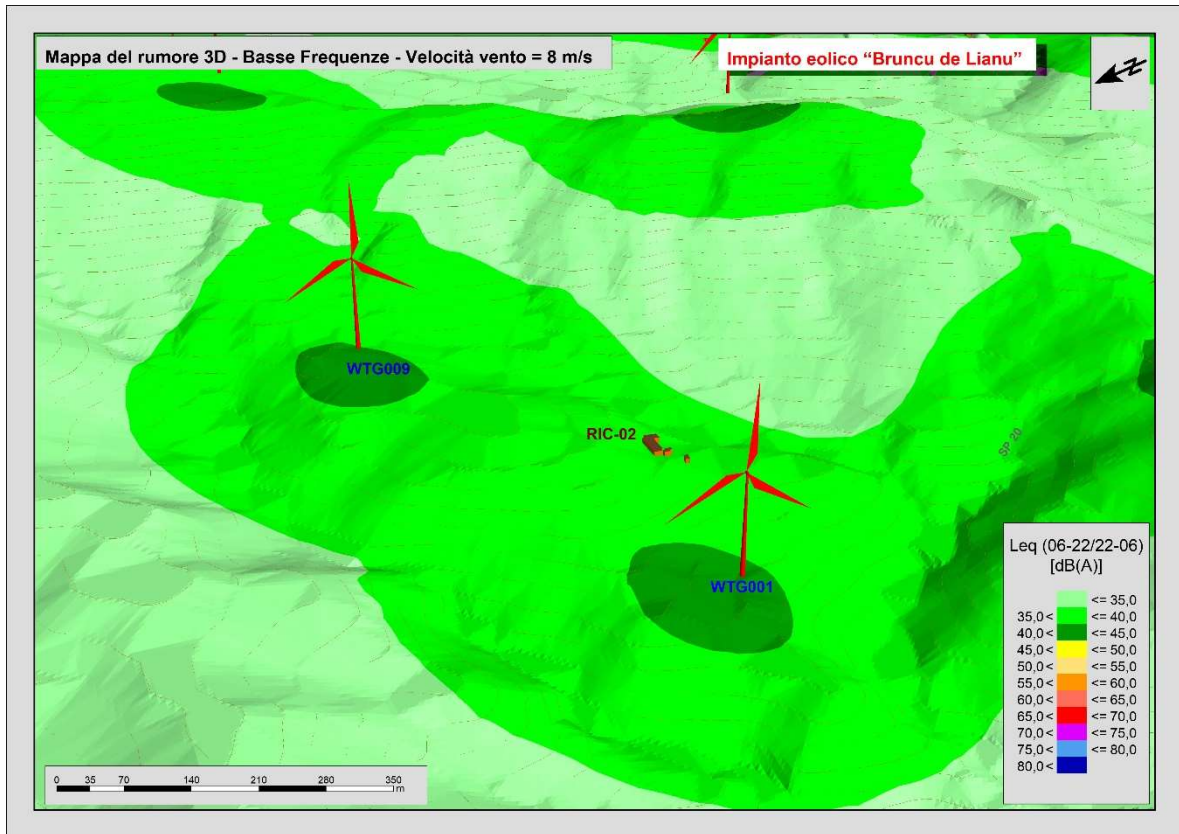 Mappa del rumore 3D - Basse Frequenze - Velocità vento = 8 m/s
Impianto eolico “Bruncu de Lianu”
N
WTG009
RIC-02
SP 20
WTG001
Leq (06-22/22-06)
[dB(A)]
<= 35,0
35,0 < <= 40,0
40,0 < <= 45,0
45,0 < <= 50,0
50,0 < <= 55,0
55,0 < <= 60,0
60,0 < <= 65,0
65,0 < <= 70,0
70,0 < <= 75,0
75,0 < <= 80,0
80,0 <
0 35 70 140 210 280 350
m